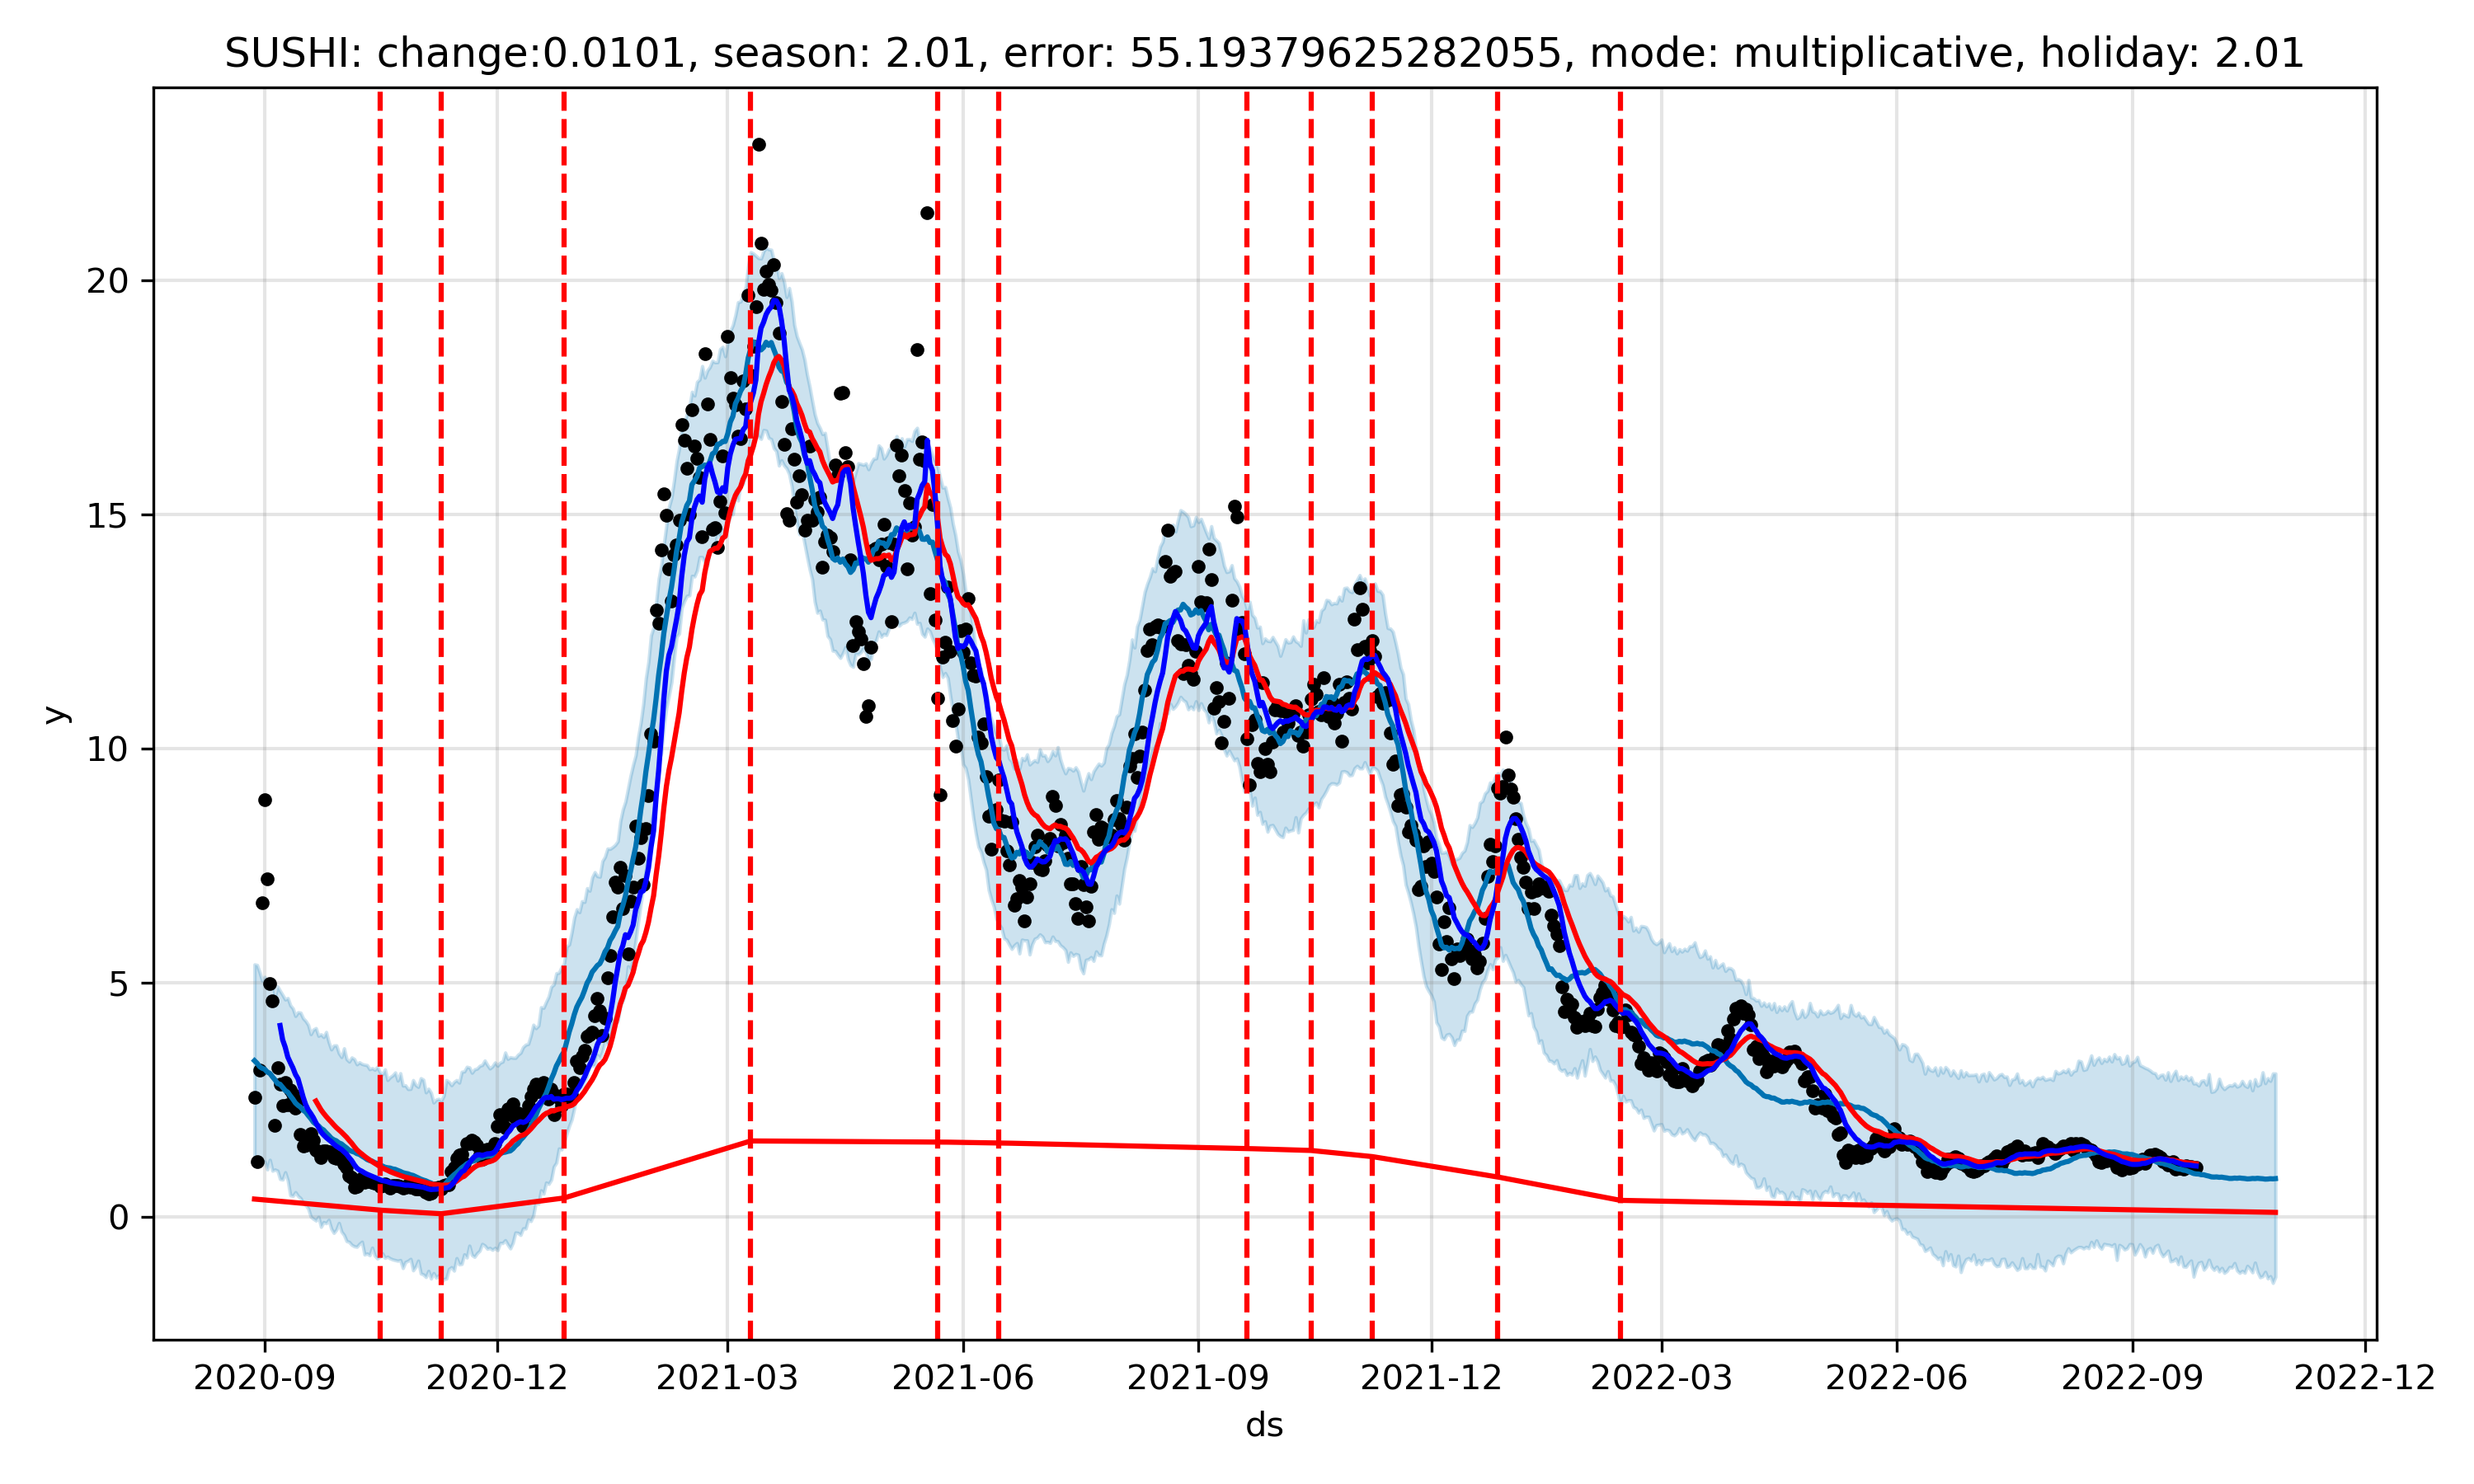 SUSHI: change:0.0101, season: 2.01, error: 55.19379625282055, mode: multiplicative, holiday: 2.01
20
15
10
5
0
y
2020-09 2020-12 2021-03 2021-06 2021-09 2021-12 2022-03 2022-06 2022-09 2022-12
ds